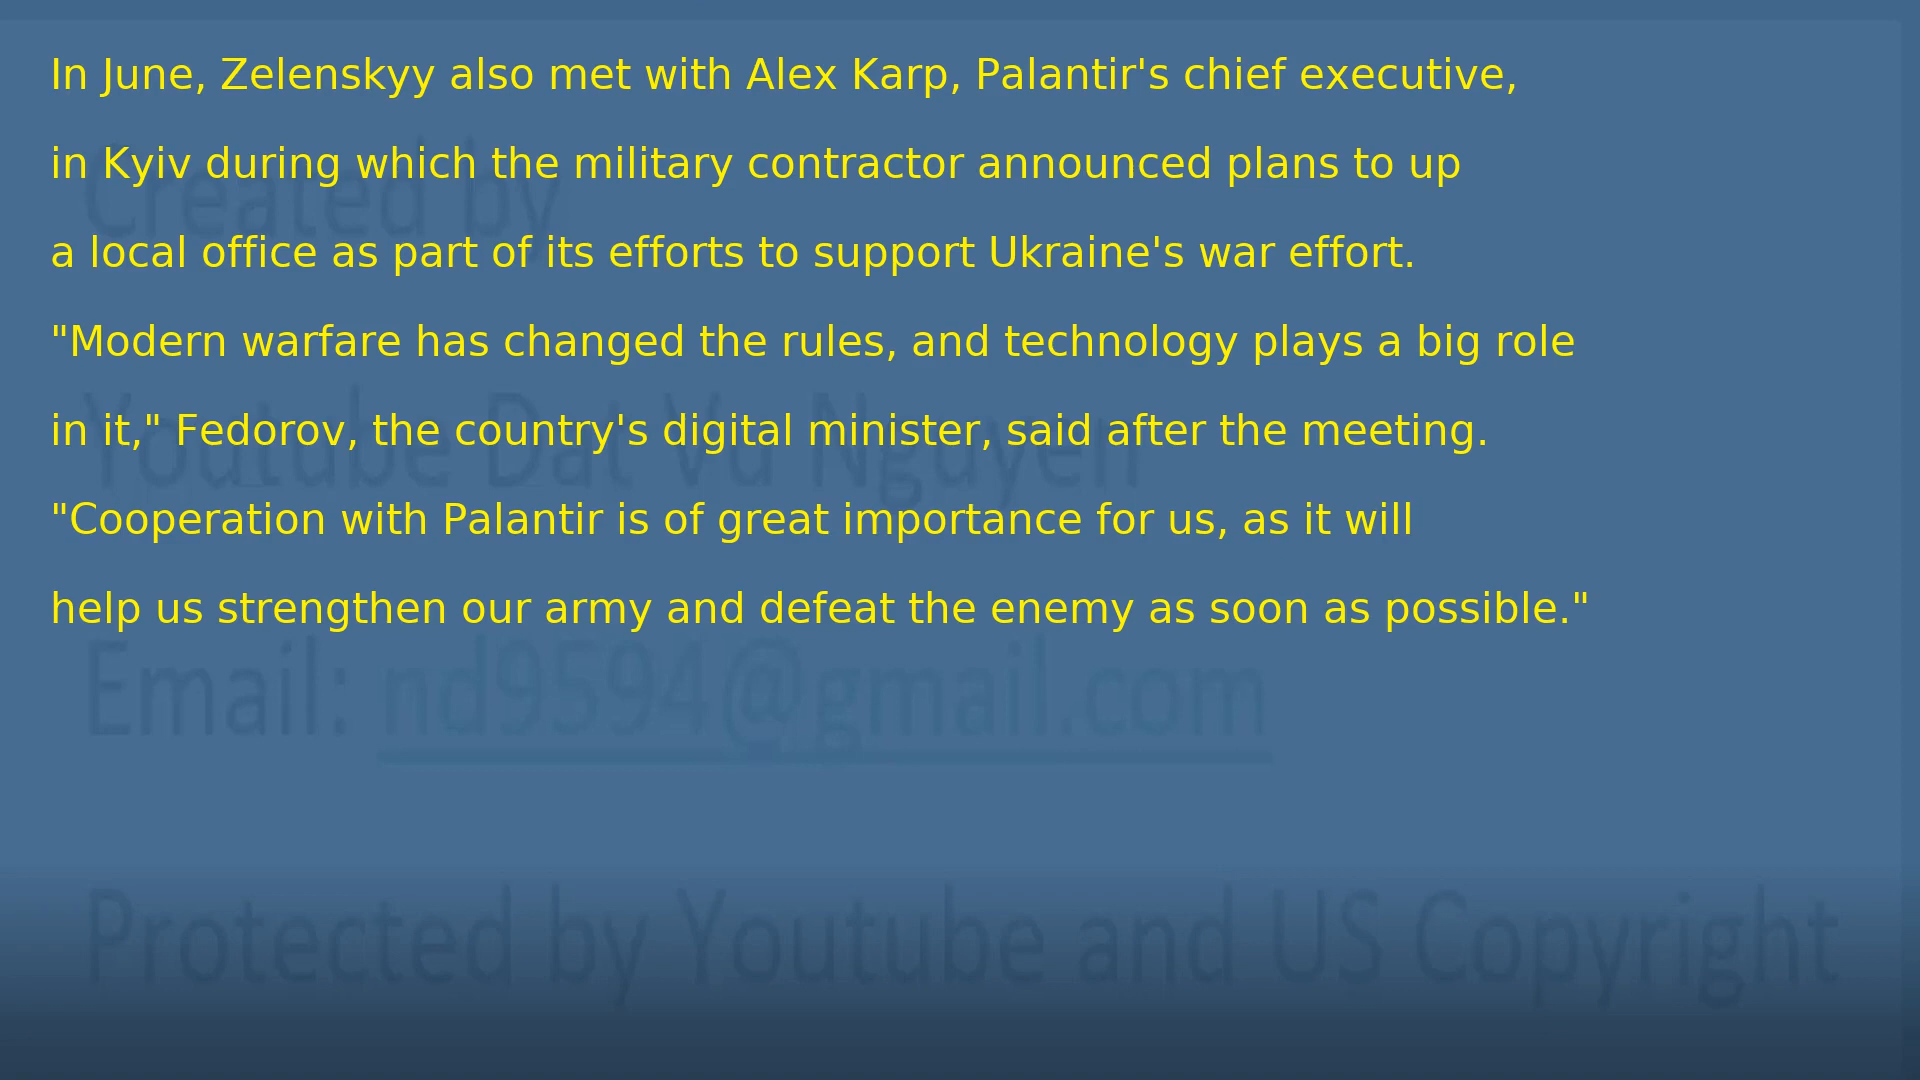 In June, Zelenskyy also met with Alex Karp, Palantir's chief executive,
in Kyiv during which the military contractor announced plans to up
a local office as part of its efforts to support Ukraine's war effort.
"Modern warfare has changed the rules, and technology plays a big role
in it," Fedorov, the country's digital minister, said after the meeting.
"Cooperation with Palantir is of great importance for us, as it will
help us strengthen our army and defeat the enemy as soon as possible."
Created by
Youtube Dat Vu Nguyen
Email: nd9594@gmail.com
Protected by Youtube and US Copyright